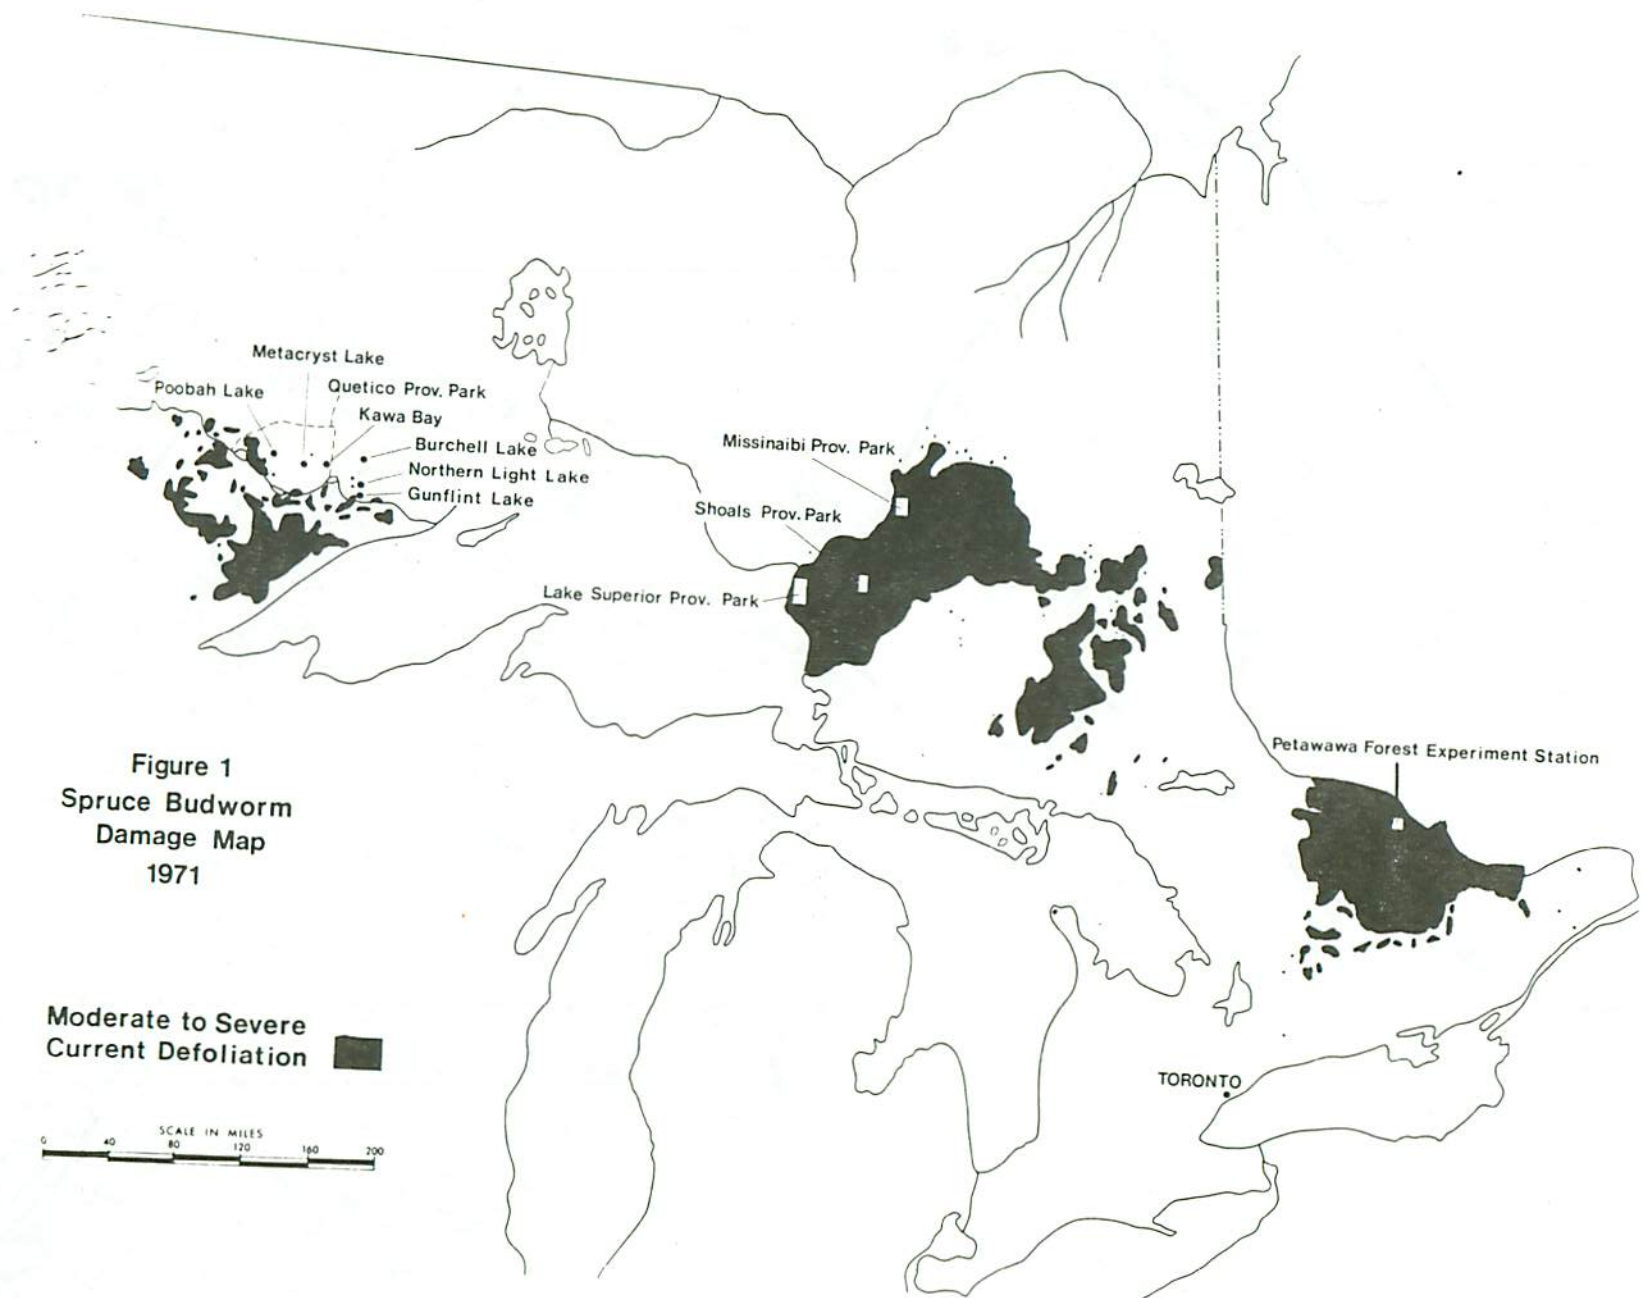 Metacryst Lake
Poobah Lake
Quetico Prov. Park
Kawa Bay
Burchell Lake
Northern Light Lake
Gunflint Lake
Missinaibi Prov. Park
Shoals Prov. Park
Lake Superior Prov. Park
Petawawa Forest Experiment Station
Figure 1
Spruce Budworm
Damage Map
1971
Moderate to Severe
Current Defoliation
TORONTO
SCALE IN MILES
0 40 80 120 160 200